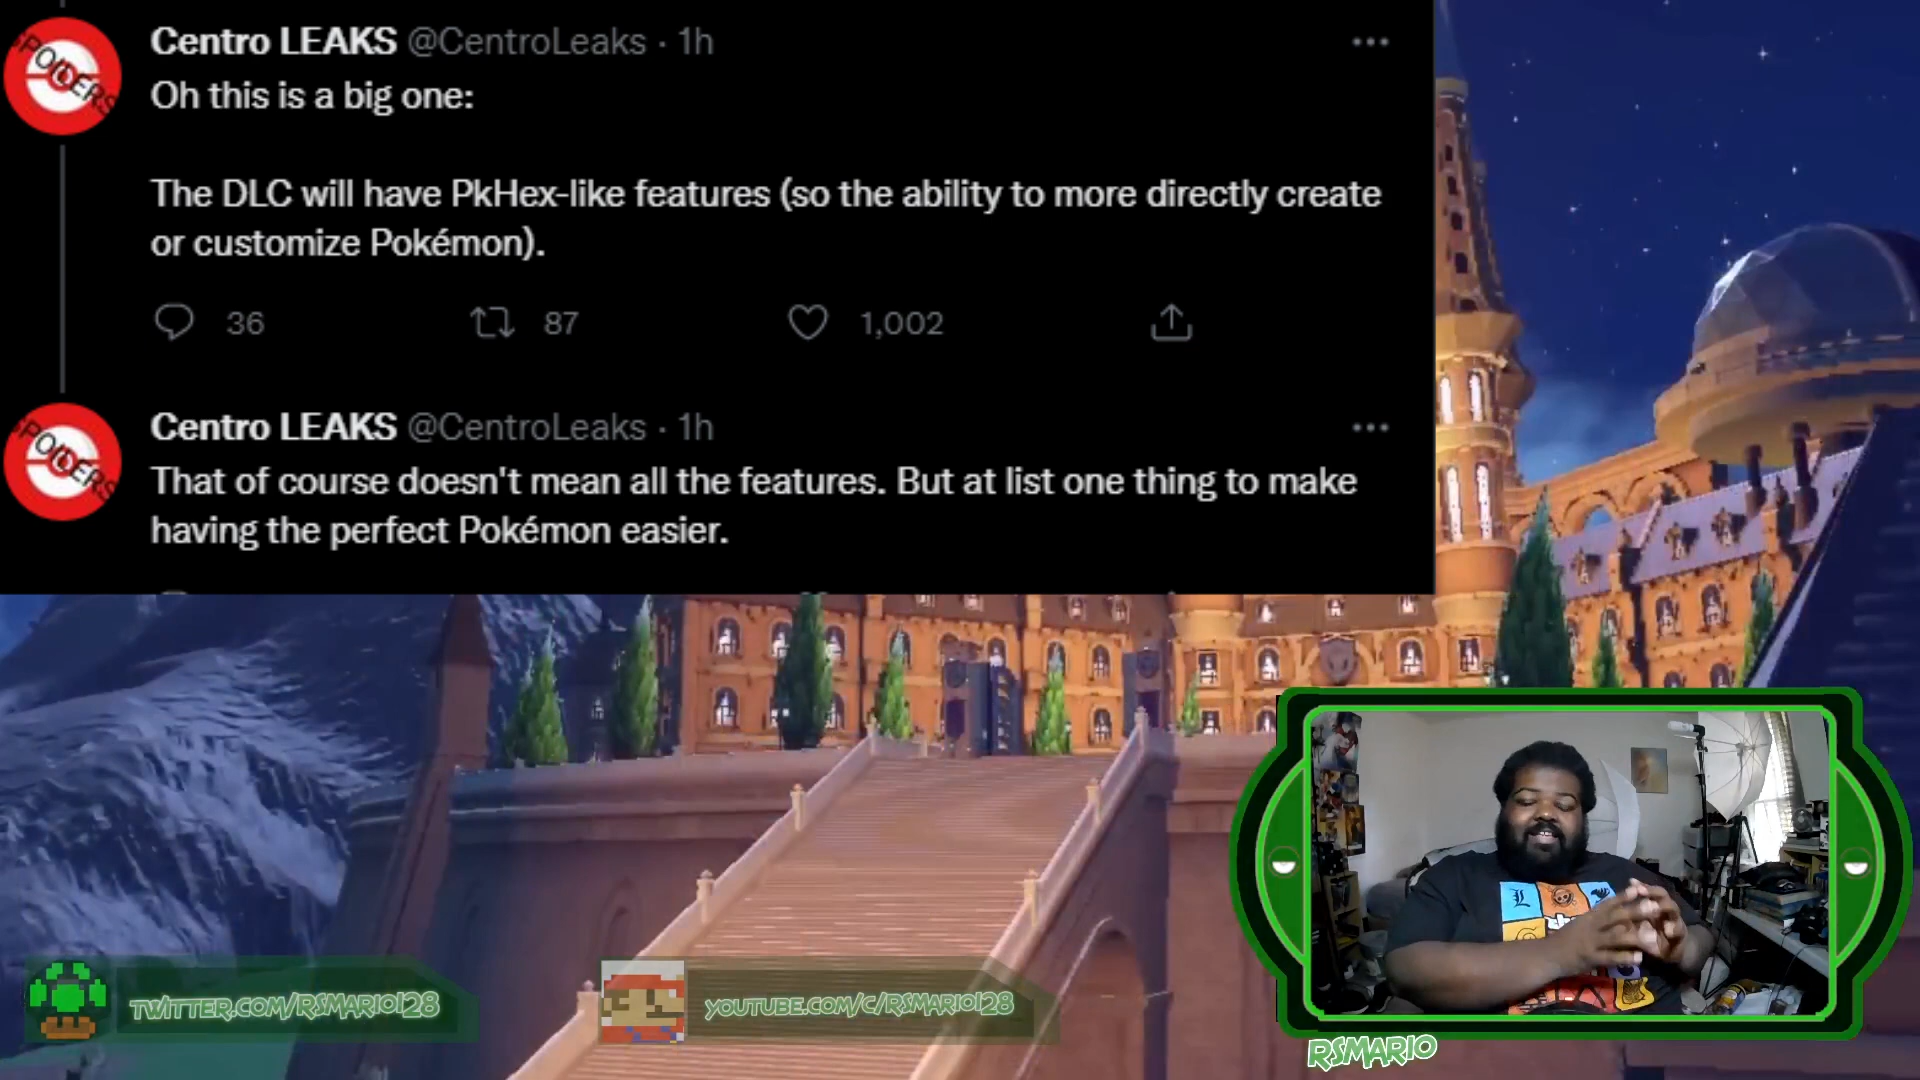 Centro LEAKS @CentroLeaks · 1h
Oh this is a big one:
The DLC will have PkHex-like features (so the ability to more directly create
or customize Pokémon).
36 87 1,002
Centro LEAKS @CentroLeaks · 1h
That of course doesn't mean all the features. But at list one thing to make
having the perfect Pokémon easier.
SPOILERS
SPOILERS
L
TWITTER.COM/RSMARIO128
YOUTUBE.COM/C/RSMARIO128
RSMARIO